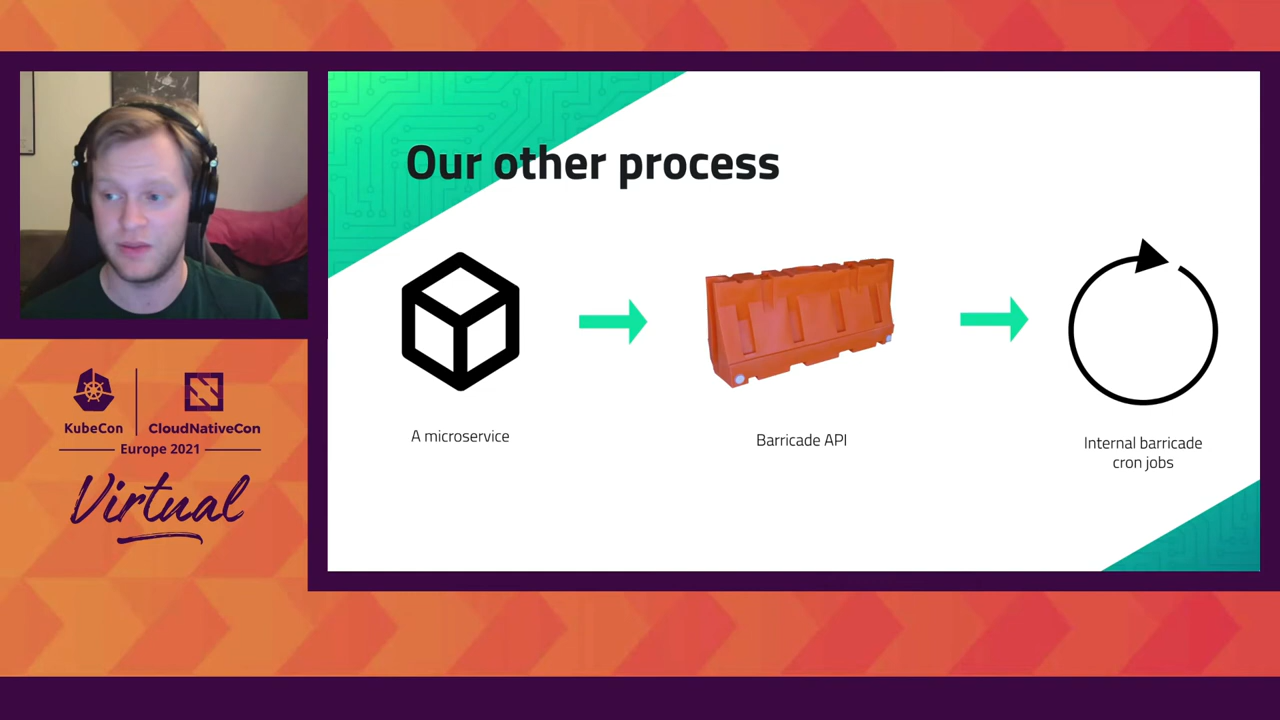 Our other process
A microservice
Barricade API
Internal barricade
cron jobs
KubeCon
CloudNativeCon
Europe 2021
Virtual